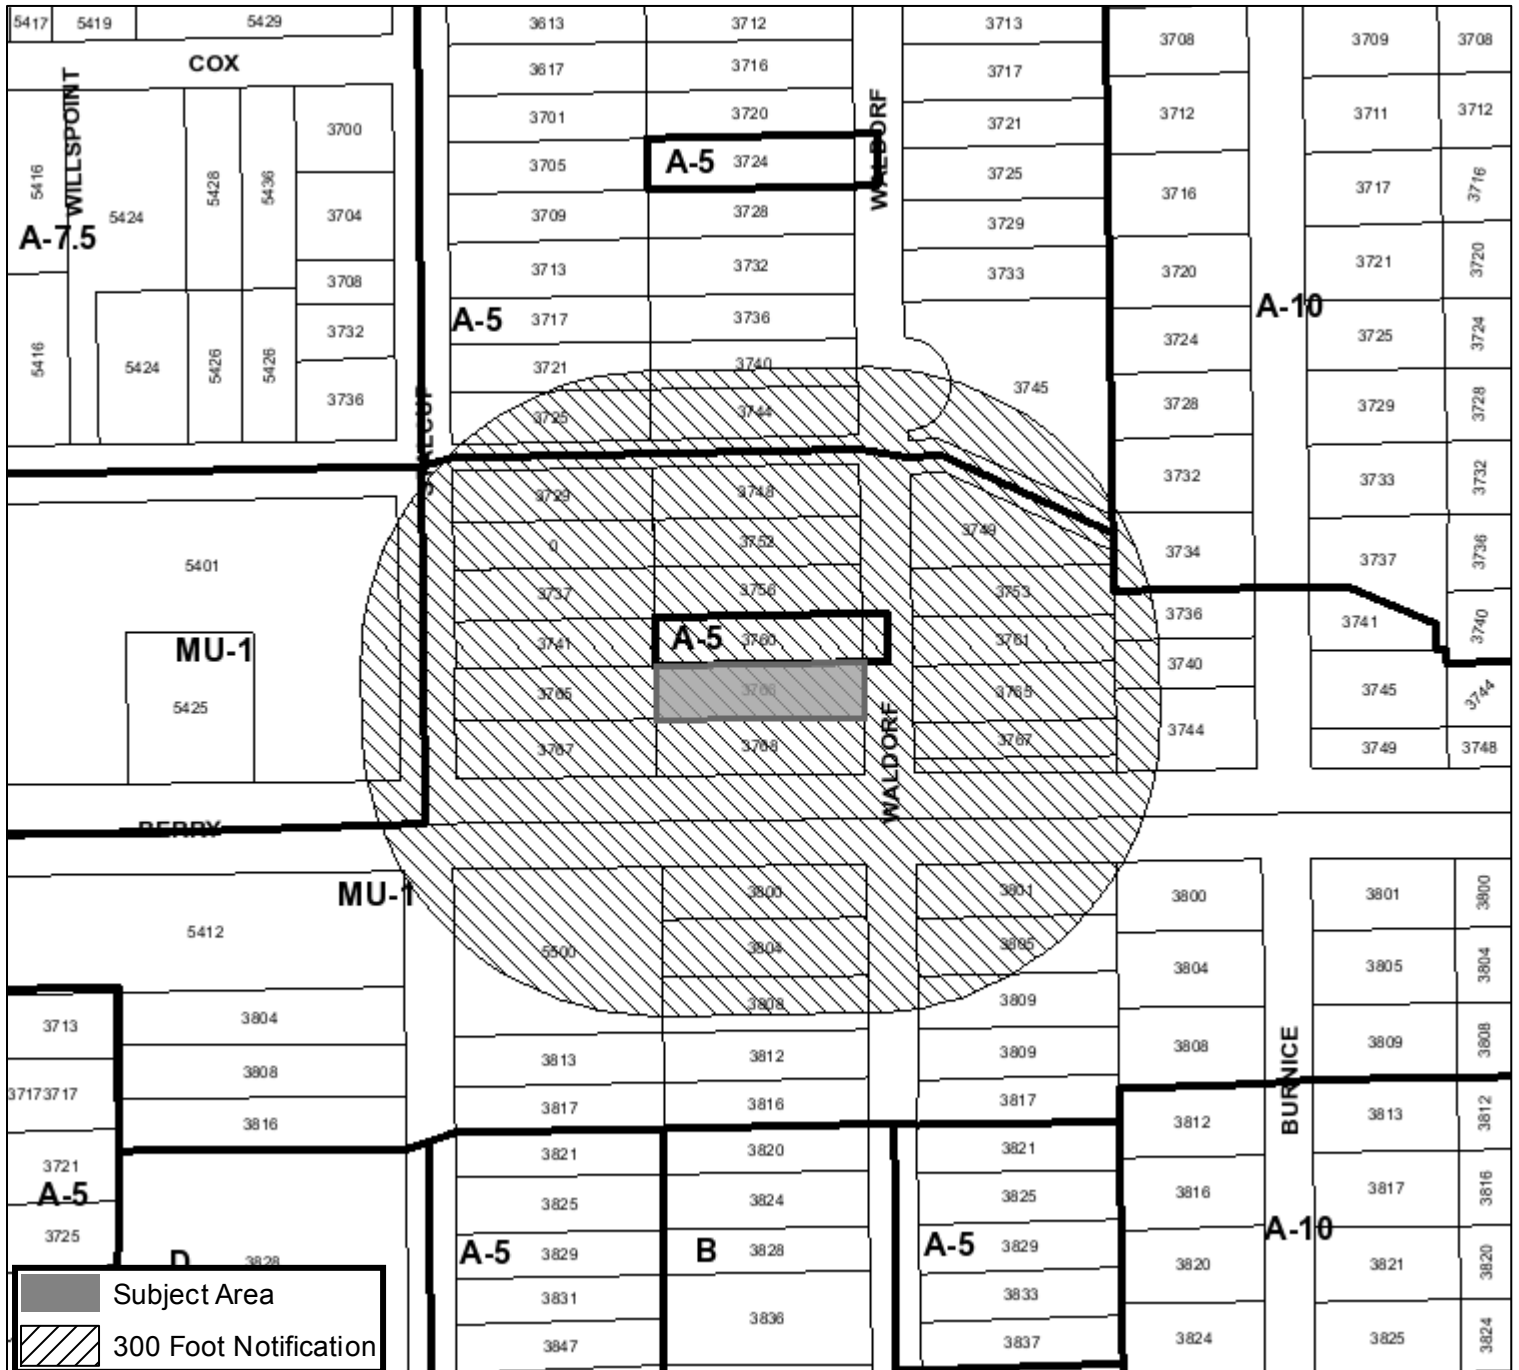 5417 5419 5429 3613 3712 3713 3708 3709 3708
COX
3617 3716 3717
WILLSPOINT
3700 3701 3720 WALDORF 3721 3712 3711 3712
5416 5424 5428 5436 3705 A-5 3724 3725 3716 3717 3716
3704 3709 3728 3729
A-7.5
3708 3713 3732 3733 3720 3721 3720
A-5 A-10
3732 3717 3736 3724 3725 3724
5416 5424 5426 5426 3721 3740 3745
3736 3725 3744 3728 3729 3728
3729 3748 3749 3732 3733 3732
5401 0 3752 3734 3737 3736
3737 3756 3753 3736 3741 3740
MU-1
3741 A-5 3760 3761 3740
5425 3765 3765 3745 3744
WALDORF
3767 3768 3767 3744 3749 3748
BERRY
MU-1
5412 5500 3800 3801 3800 3801 3800
3804 3805 3804 3805 3804
3713 3804 3808 3809
3808 3813 3812 3809 3808 BURNICE 3809 3808
37173717 3816 3817 3816 3817 3812 3813 3812
3721 3821 3820 3821
A-5
3725 3825 3824 3825 3816 3817 3816
A-10
D 3828 A-5 3829 B 3828 A-5 3829 3820 3821 3820
3831 3836 3833
3847 3837 3824 3825 3824
Subject Area
300 Foot Notification